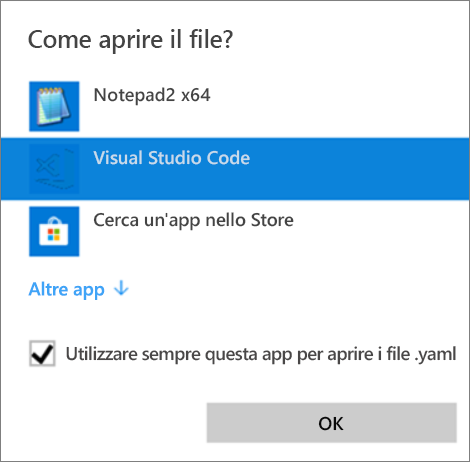 Come aprire il file?
Notepad2 x64
Visual Studio Code
Cerca un'app nello Store
Altre app
Utilizzare sempre questa app per aprire i file .yaml
OK